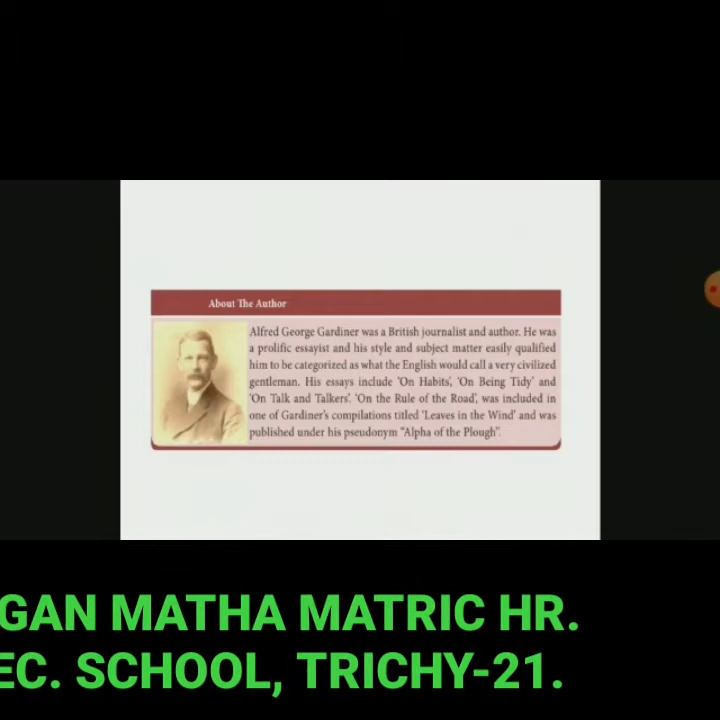 About The Author
Alfred George Gardiner was a British journalist and author. He was
a prolific essayist and his style and subject matter easily qualified
him to be categorized as what the English would call a very civilized
gentleman. His essays include 'On Habits', 'On Being Tidy' and
'On Talk and Talkers'. 'On the Rule of the Road', was included in
one of Gardiner's compilations titled 'Leaves in the Wind' and was
published under his pseudonym "Alpha of the Plough".
GAN MATHA MATRIC HR.
EC. SCHOOL, TRICHY-21.